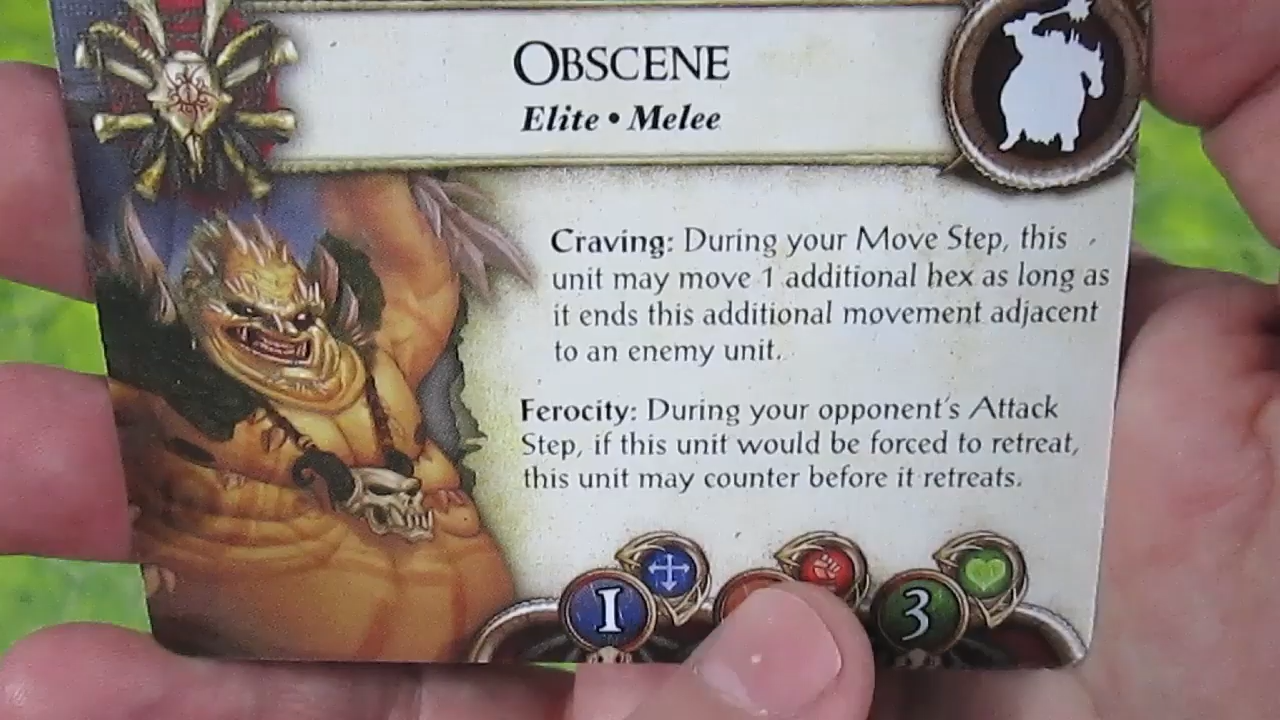 OBSCENE
Elite • Melee
Craving: During your Move Step, this
unit may move 1 additional hex as long as
it ends this additional movement adjacent
to an enemy unit.
Ferocity: During your opponent's Attack
Step, if this unit would be forced to retreat,
this unit may counter before it retreats.
1 3